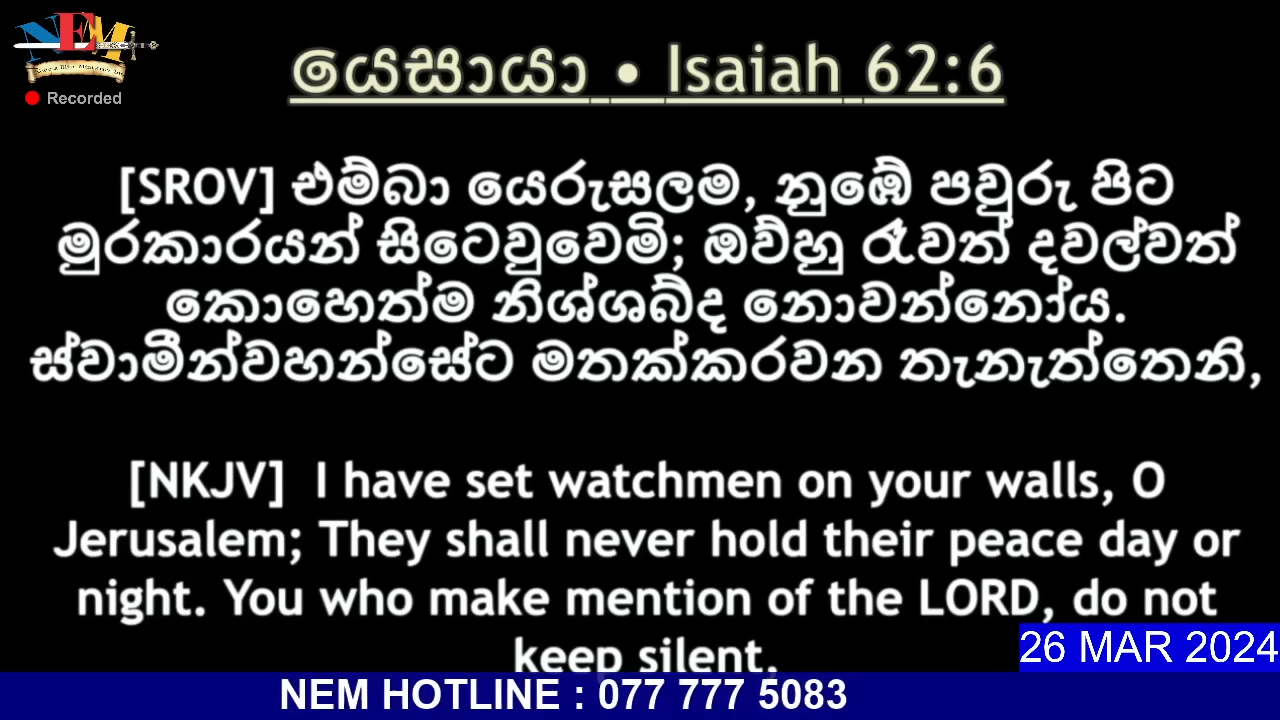 NEM
Recorded
යෙසායා • Isaiah 62:6
[SROV] එම්බා යෙරුසලම, නුඹේ පවුරු පිට
මුරකාරයන් සිටෙව්වෙමි; ඔව්හු රෑවත් දවල්වත්
කොහෙත්ම නිශ්ශබ්ද නොවන්නෝය.
ස්වාමීන්වහන්සේට මතක්කරවන තැනැත්තෙනි,
[NKJV] I have set watchmen on your walls, O
Jerusalem; They shall never hold their peace day or
night. You who make mention of the LORD, do not
keep silent,
26 MAR 2024
NEM HOTLINE : 077 777 5083